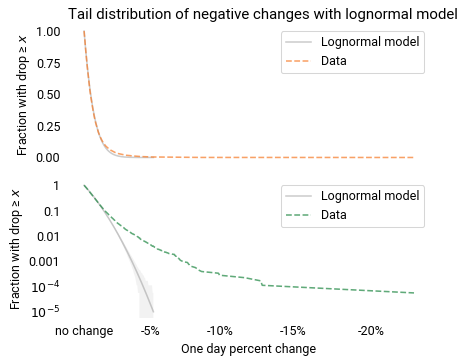 Tail distribution of negative changes with lognormal model
Fraction with drop ≥ x
1.00
0.75
0.50
0.25
0.00
Lognormal model
Data
Fraction with drop ≥ x
1
0.1
0.01
0.001
10⁻⁴
10⁻⁵
Lognormal model
Data
no change -5% -10% -15% -20%
One day percent change